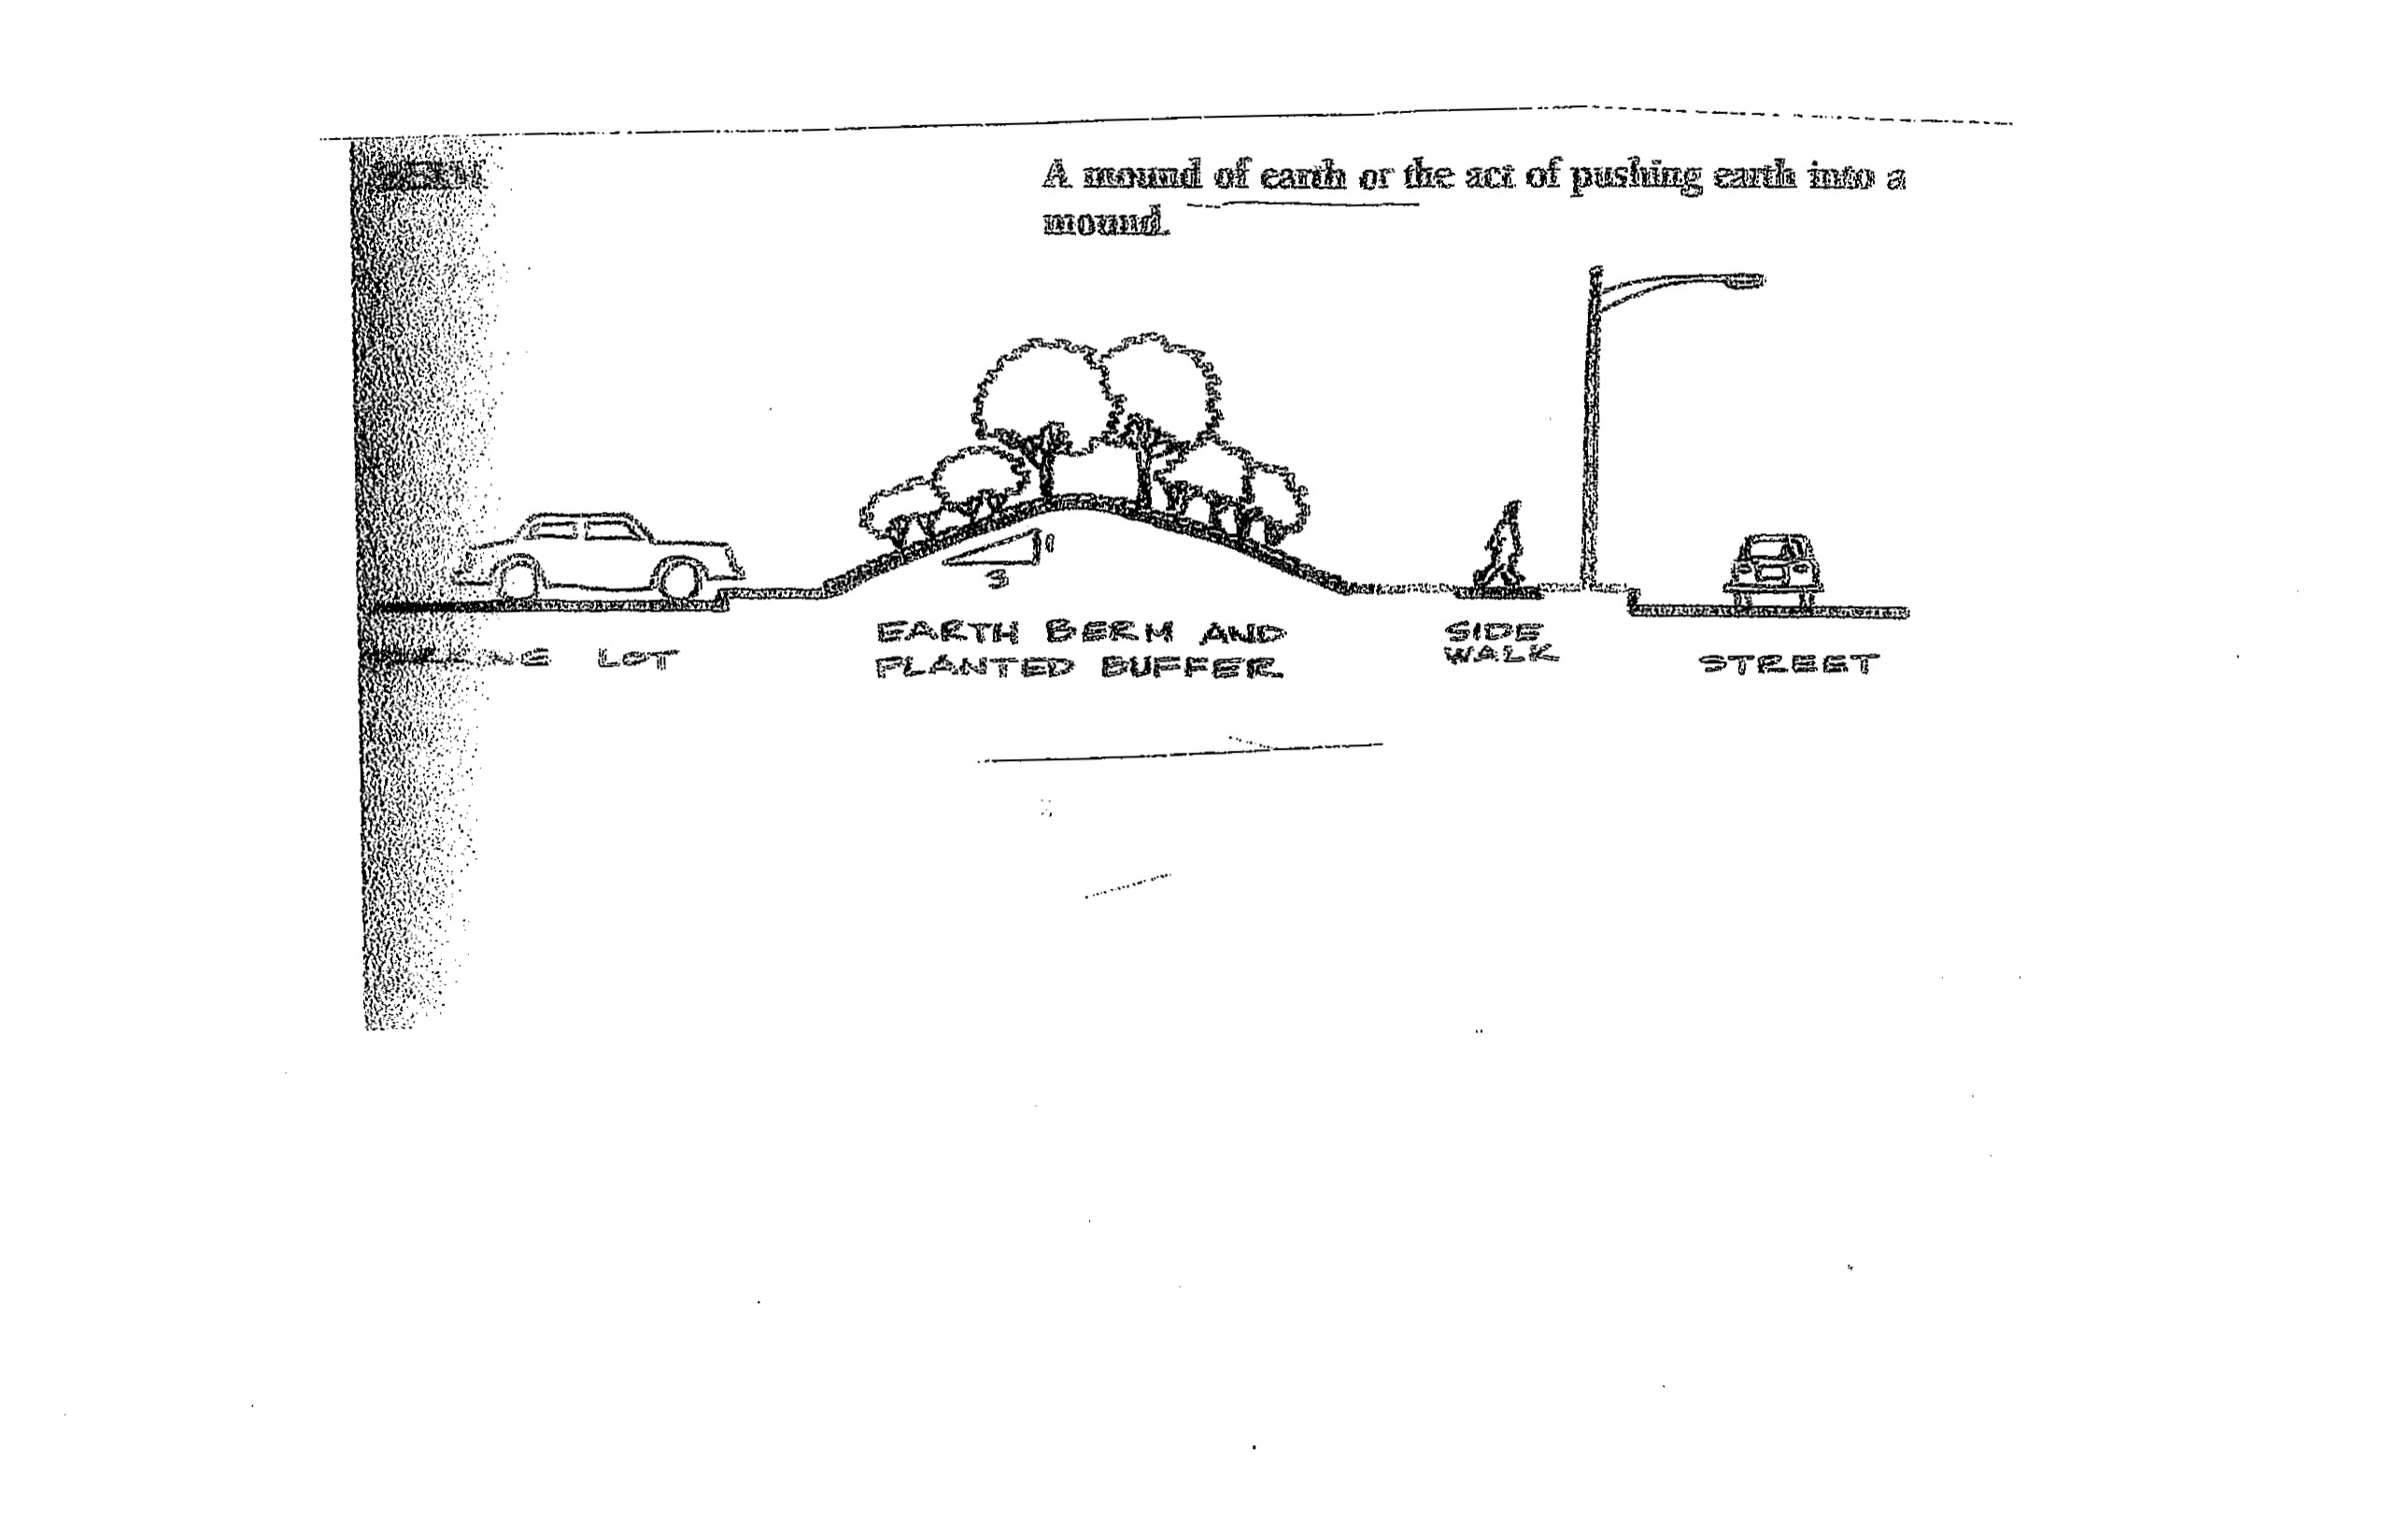 A mound of earth or the act of pushing earth into a
mound.
1
3
EARTH BERM AND
PLANTED BUFFER
SIDE
WALK
LOT
STREET